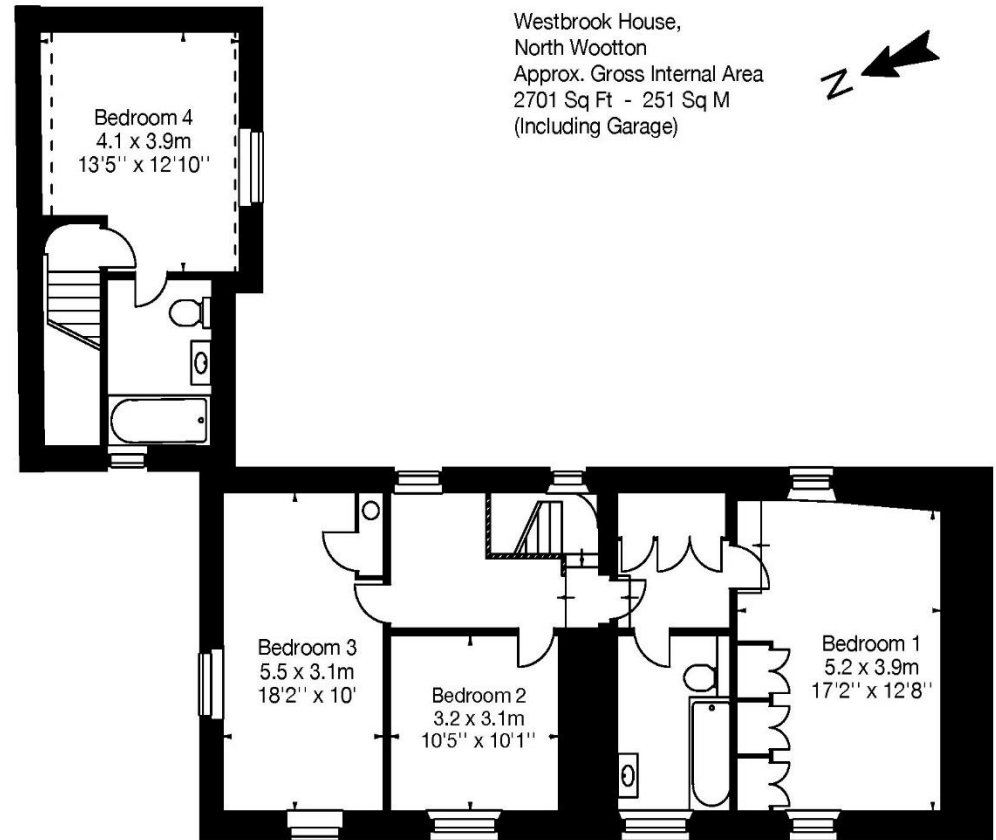 Westbrook House,
North Wootton
Approx. Gross Internal Area
2701 Sq Ft - 251 Sq M
(Including Garage)
N
Bedroom 4
4.1 x 3.9m
13'5'' x 12'10''
Bedroom 3
5.5 x 3.1m
18'2'' x 10'
Bedroom 2
3.2 x 3.1m
10'5'' x 10'1''
Bedroom 1
5.2 x 3.9m
17'2'' x 12'8''